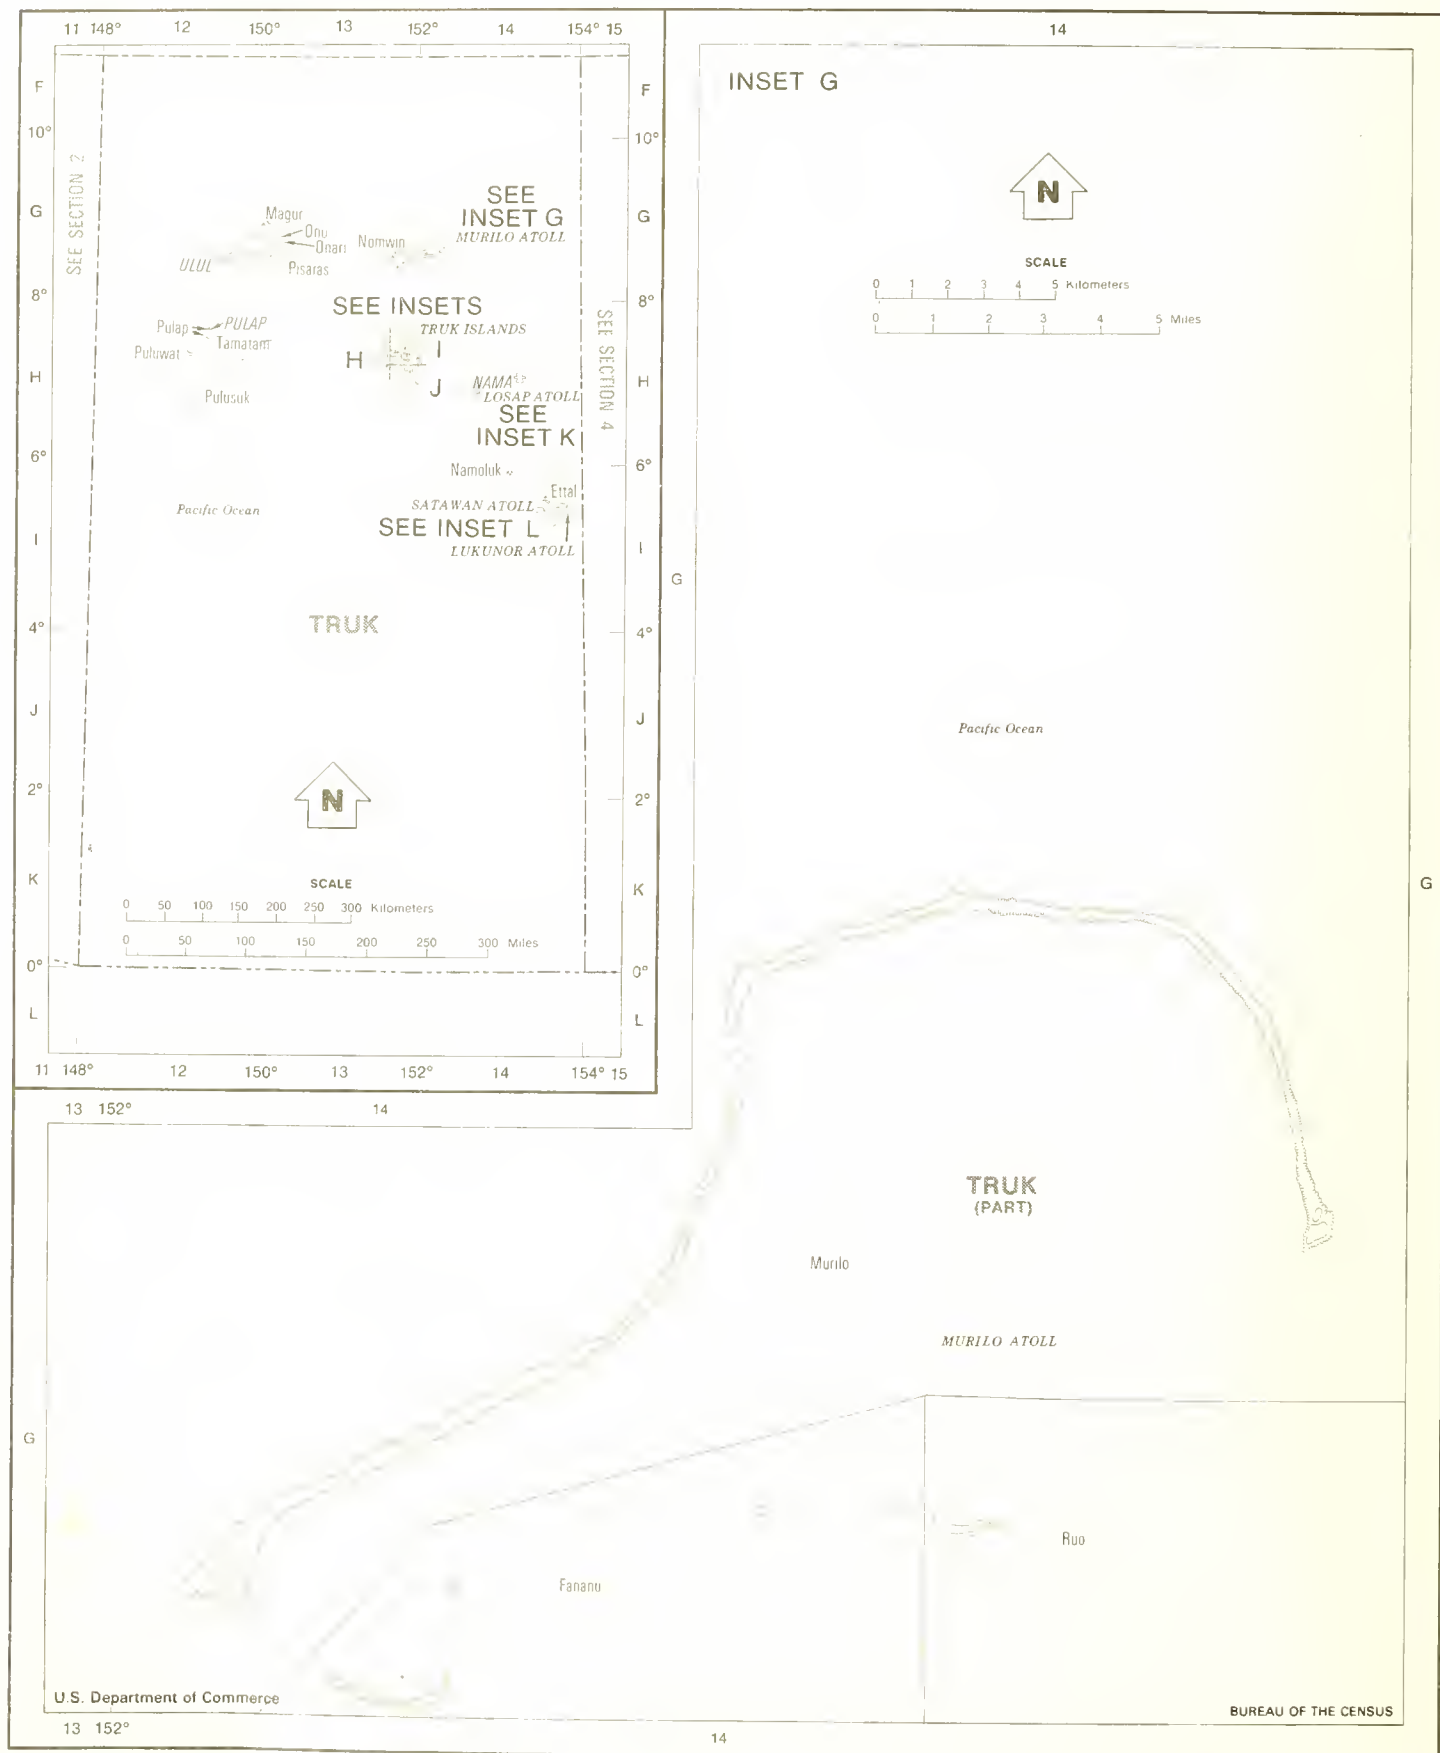 11 148° 12 150° 13 152° 14 154° 15
F
F
10°
10°
SEE SECTION 2
G
G
SEE
INSET G
MURILO ATOLL
Magur
Onu
Onari
Nomwin
ULUL
Pisaras
8°
8°
SEE INSETS
TRUK ISLANDS
SEE SECTION 4
Pulap
PULAP
Tamatam
Puluwat
H
I
J
H
H
NAMA
LOSAP ATOLL
Pulusuk
SEE
INSET K
6°
6°
Namoluk
Ettal
SATAWAN ATOLL
Pacific Ocean
SEE INSET L
LUKUNOR ATOLL
I
I
4°
4°
TRUK
J
J
2°
2°
N
K
K
SCALE
0 50 100 150 200 250 300 Kilometers
0 50 100 150 200 250 300 Miles
0°
0°
L
L
11 148° 12 150° 13 152° 14 154° 15
14
INSET G
N
SCALE
0 1 2 3 4 5 Kilometers
0 1 2 3 4 5 Miles
G
Pacific Ocean
G
13 152° 14
TRUK
(PART)
Murilo
MURILO ATOLL
G
Ruo
Fananu
U.S. Department of Commerce
BUREAU OF THE CENSUS
13 152° 14